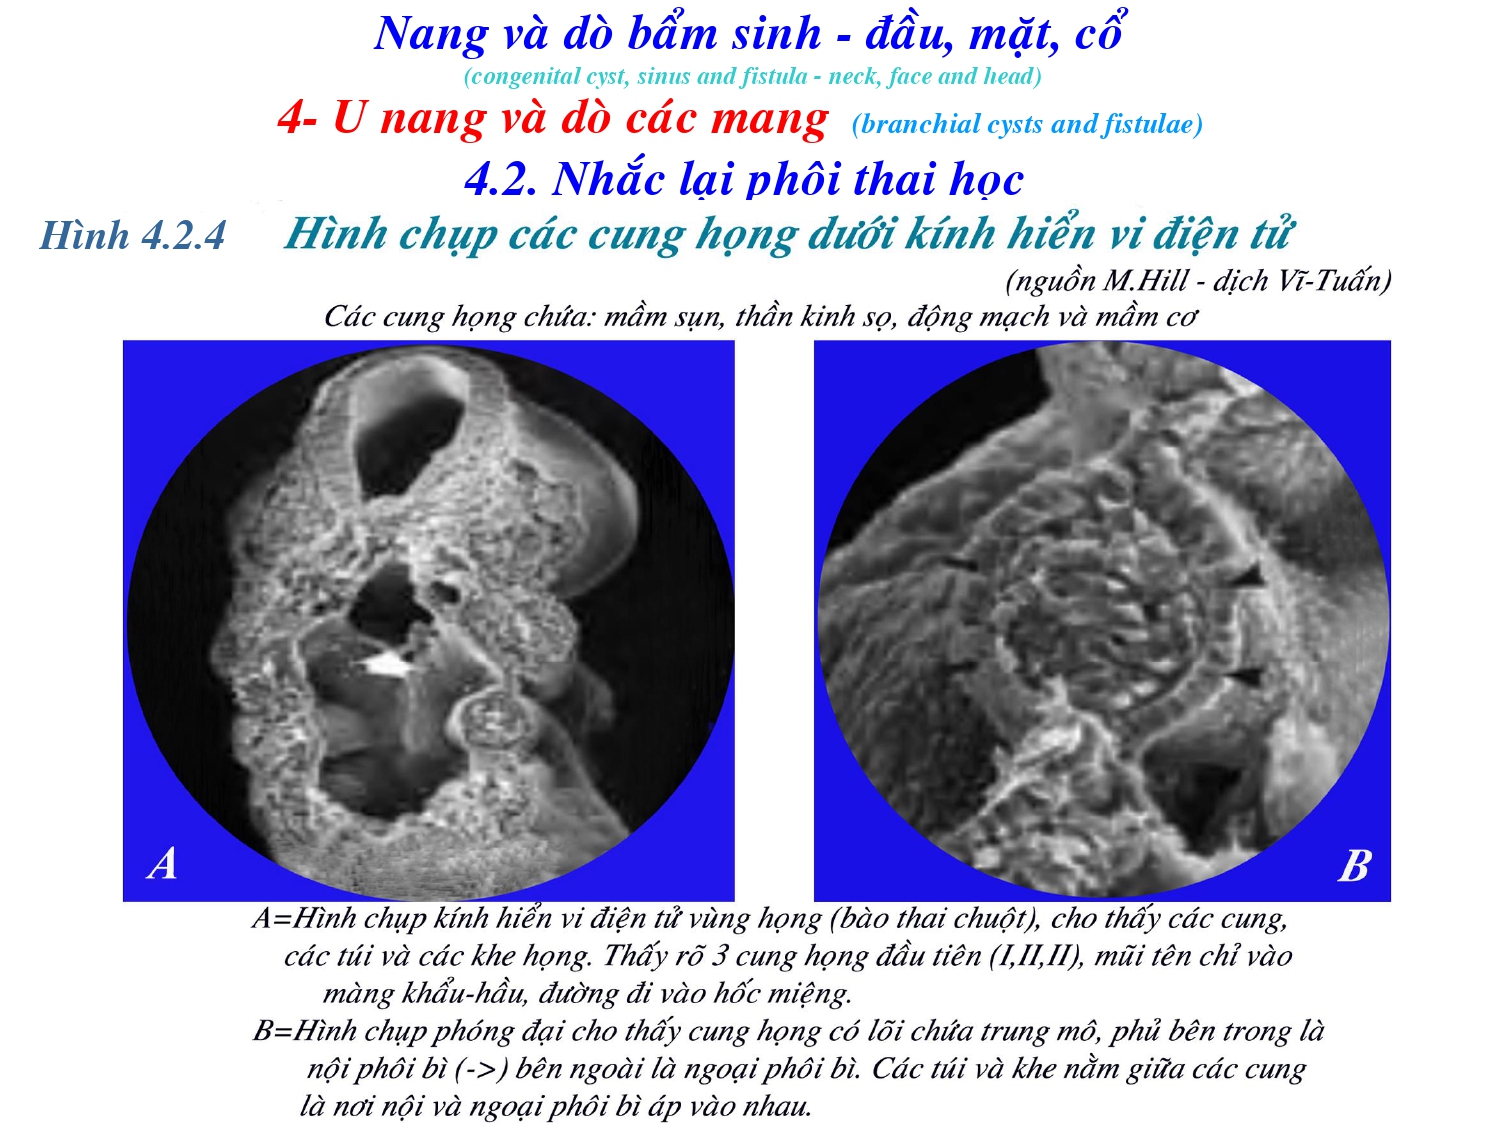 Nang và dò bẩm sinh - đầu, mặt, cổ
(congenital cyst, sinus and fistula - neck, face and head)
4- U nang và dò các mang (branchial cysts and fistulae)
4.2. Nhắc lại phôi thai học
Hình 4.2.4 Hình chụp các cung họng dưới kính hiển vi điện tử
(nguồn M.Hill - dịch Vĩ-Tuấn)
Các cung họng chứa: mầm sụn, thần kinh sọ, động mạch và mầm cơ
A
B
A=Hình chụp kính hiển vi điện tử vùng họng (bào thai chuột), cho thấy các cung,
các túi và các khe họng. Thấy rõ 3 cung họng đầu tiên (I,II,II), mũi tên chỉ vào
màng khẩu-hầu, đường đi vào hốc miệng.
B=Hình chụp phóng đại cho thấy cung họng có lõi chứa trung mô, phủ bên trong là
nội phôi bì (->) bên ngoài là ngoại phôi bì. Các túi và khe nằm giữa các cung
là nơi nội và ngoại phôi bì áp vào nhau.